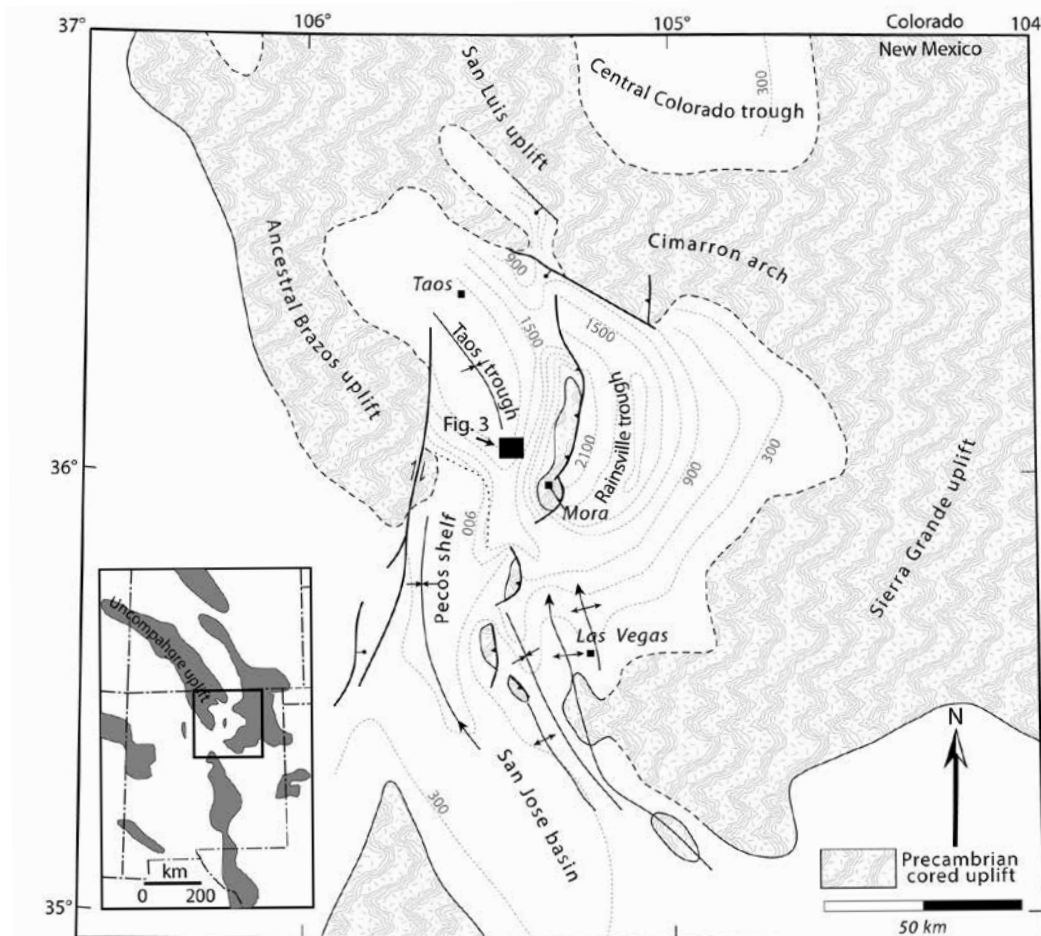 37°
106°
105°
Colorado
104
New Mexico
San Luis uplift
Central Colorado trough
300
Ancestral Brazos uplift
Cimarron arch
900
Taos
1500
1500
Taos trough
Rainsville trough
Fig. 3
2100
36°
Mora
900
300
900
Pecos shelf
Sierra Grande uplift
Las Vegas
Uncompahgre uplift
N
San Jose basin
300
km
0 200
Precambrian
cored uplift
35°
50 km